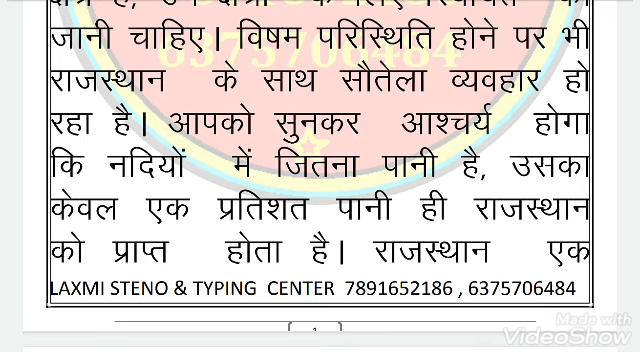 जानी चाहिए। विषम परिस्थिति होने पर भी
राजस्थान के साथ सौतेला व्यवहार हो
रहा है। आपको सुनकर आश्चर्य होगा
कि नदियों में जितना पानी है, उसका
केवल एक प्रतिशत पानी ही राजस्थान
को प्राप्त होता है। राजस्थान एक
LAXMI STENO & TYPING CENTER 7891652186 , 6375706484
6375706484
Made with
VideoShow